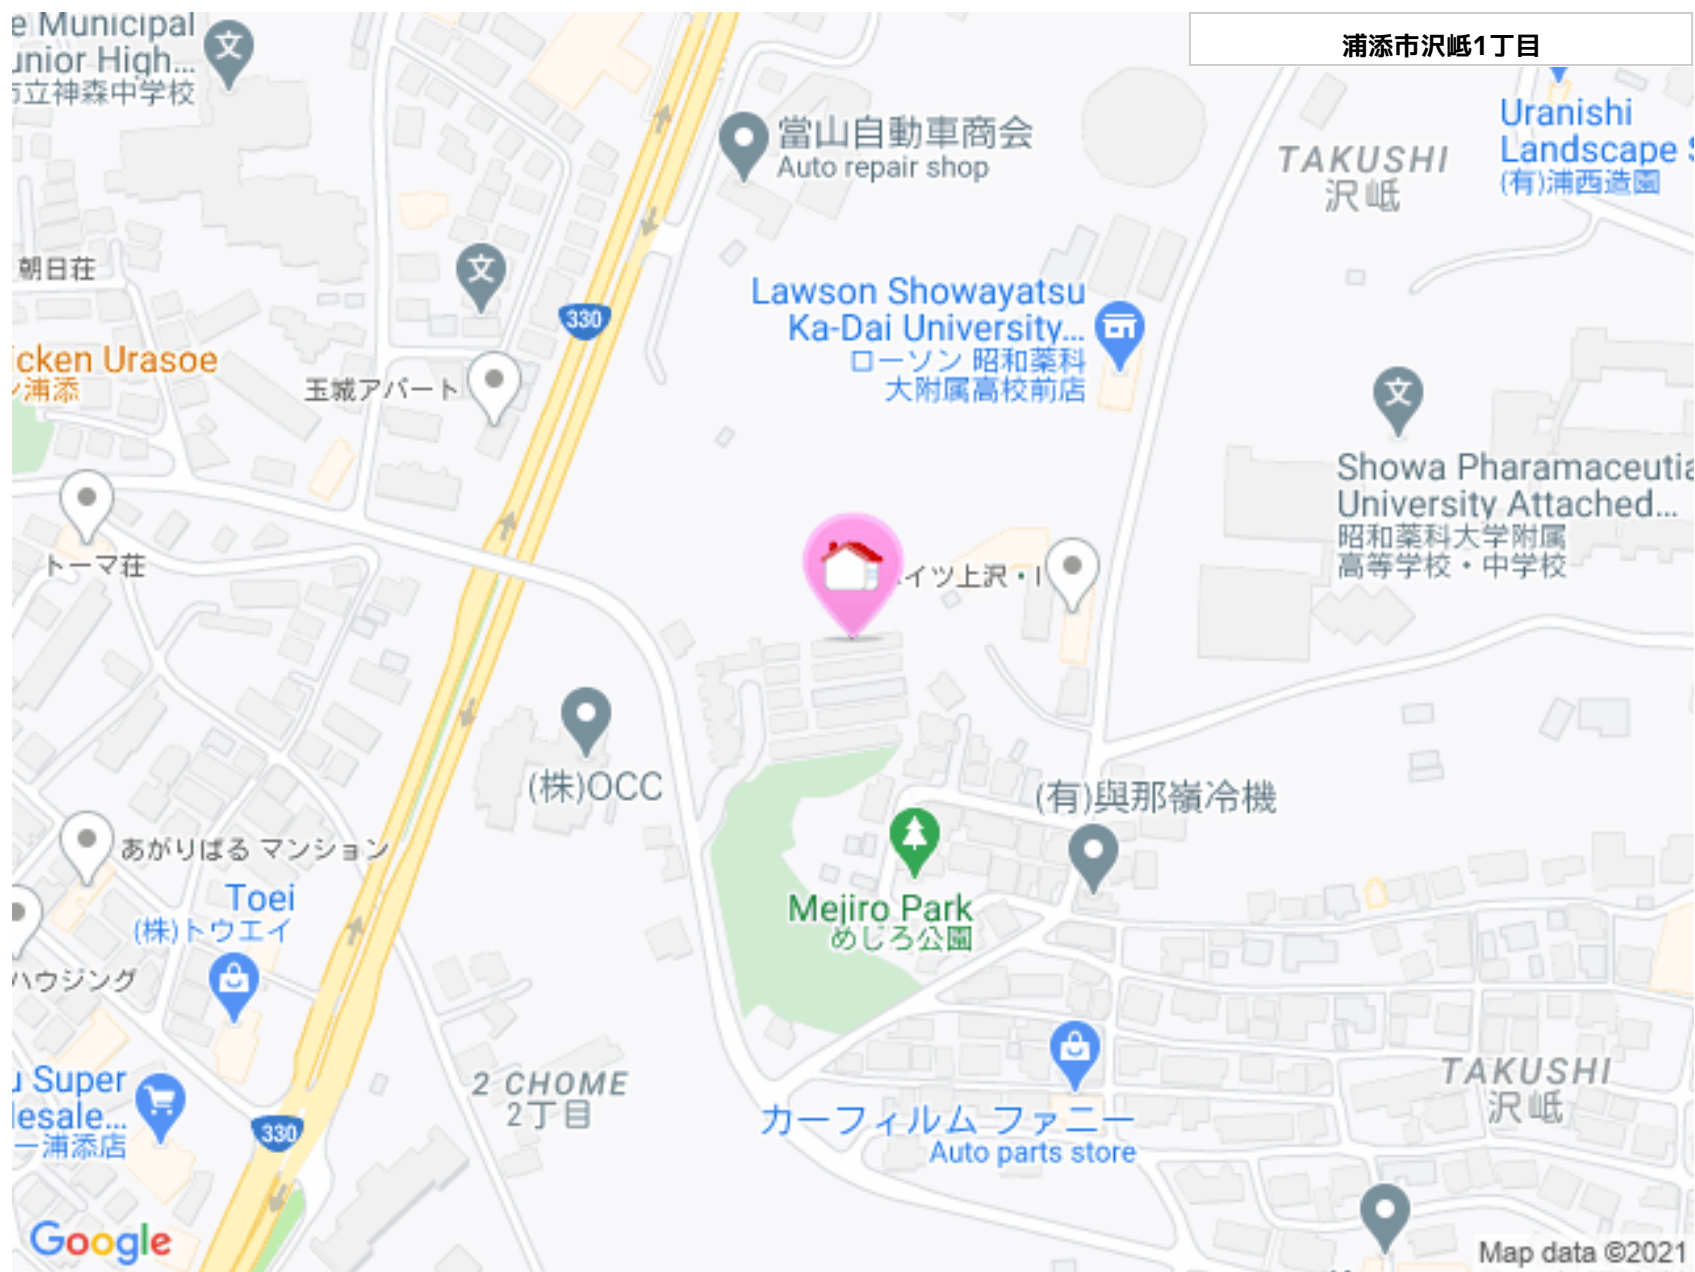 浦添市沢岻1丁目
e Municipal
unior High...
市立神森中学校
當山自動車商会
Auto repair shop
TAKUSHI
沢岻
Uranishi
Landscape S
(有)浦西造園
朝日荘
330
Lawson Showayatsu
Ka-Dai University...
ローソン 昭和薬科
大附属高校前店
icken Urasoe
ン浦添
玉城アパート
Showa Pharamaceutia
University Attached...
昭和薬科大学附属
高等学校・中学校
トーマ荘
イツ上沢・I
(株)OCC
(有)與那嶺冷機
あがりばる マンション
Toei
(株)トウエイ
Mejiro Park
めじろ公園
ハウジング
u Super
lesale...
ー浦添店
2 CHOME
2丁目
TAKUSHI
沢岻
カーフィルム ファニー
Auto parts store
330
Google
Map data ©2021